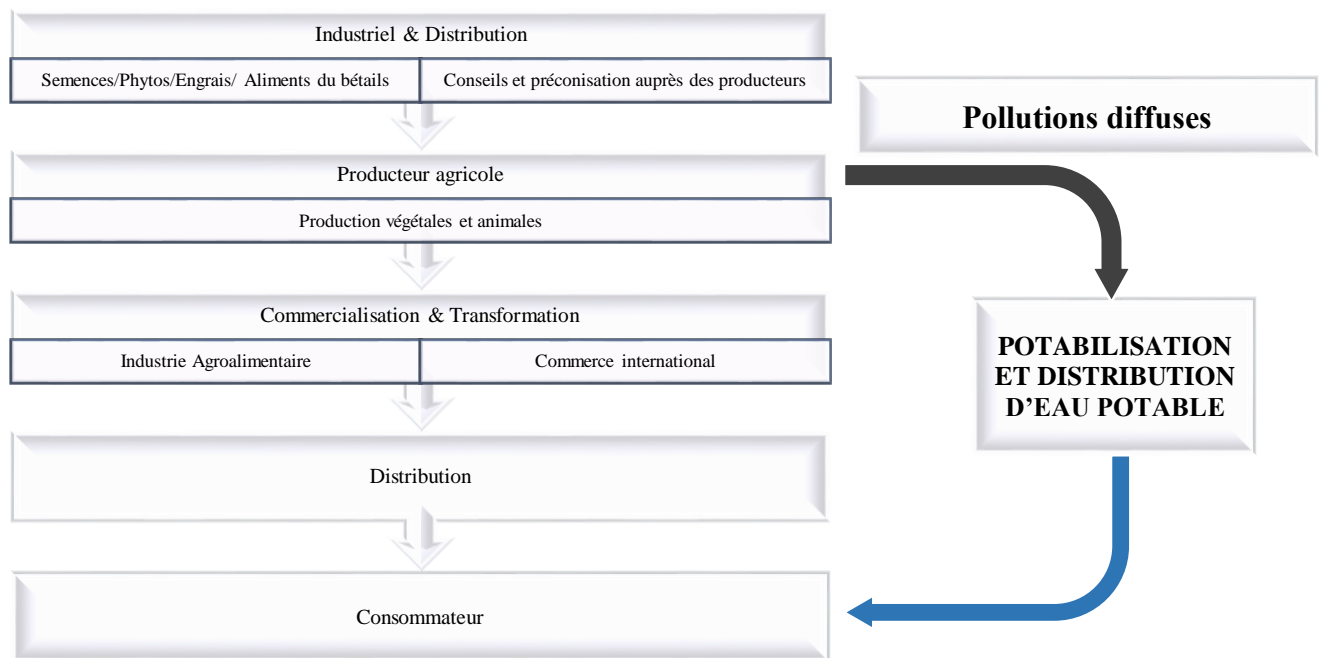 Industriel & Distribution
Semences/Phytos/Engrais/ Aliments du bétails
Conseils et préconisation auprès des producteurs
Pollutions diffuses
Producteur agricole
Production végétales et animales
Commercialisation & Transformation
Industrie Agroalimentaire
Commerce international
POTABILISATION
ET DISTRIBUTION
D’EAU POTABLE
Distribution
Consommateur